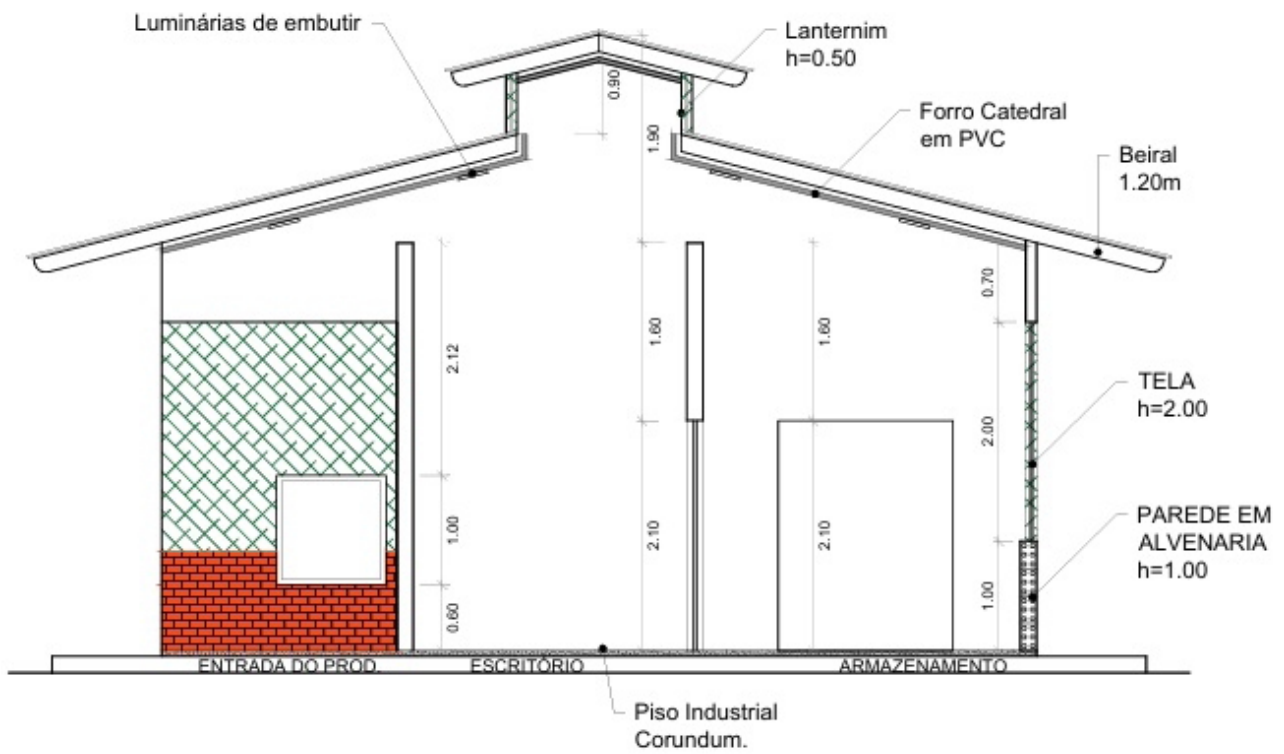 Luminárias de embutir
Lanternim
h=0.50
Forro Catedral
em PVC
Beiral
1.20m
0.90
1.90
0.70
2.12
1.60
1.60
TELA
h=2.00
2.00
1.00
2.10
2.10
PAREDE EM
ALVENARIA
h=1.00
1.00
0.60
ENTRADA DO PROD.
ESCRITÓRIO
ARMAZENAMENTO
Piso Industrial
Corundum.